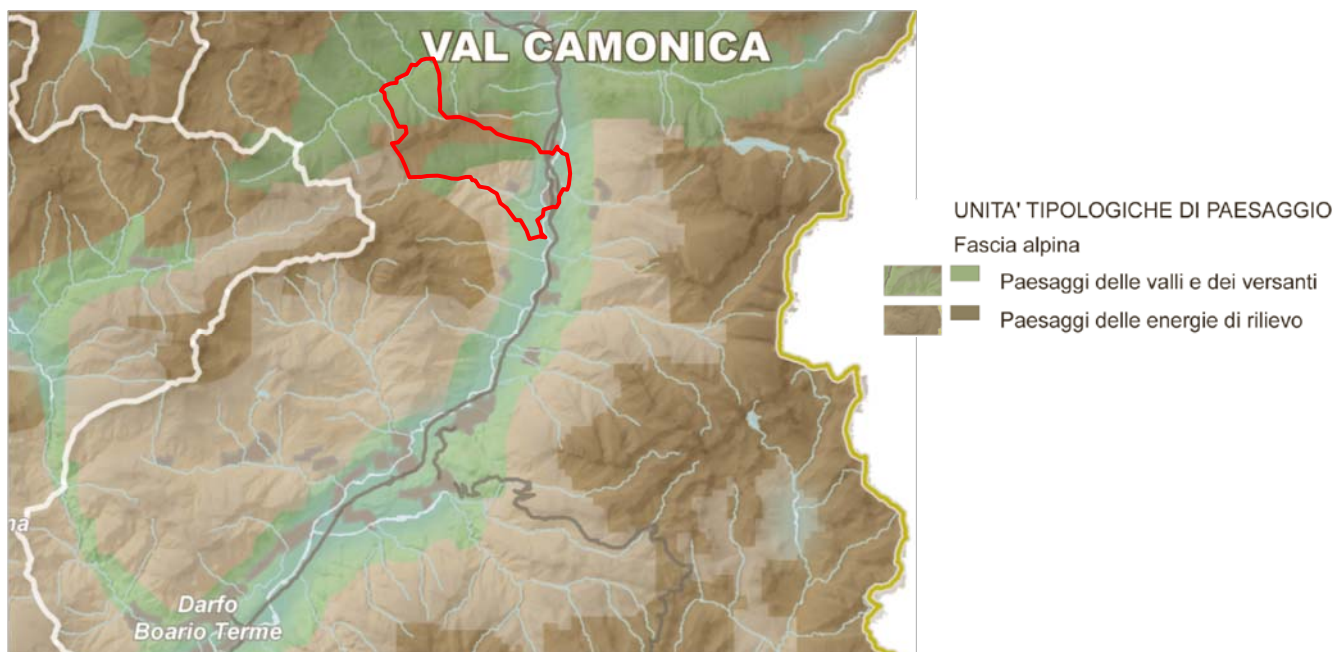 VAL CAMONICA
Darfo
Boario Terme
UNITA' TIPOLOGICHE DI PAESAGGIO
Fascia alpina
Paesaggi delle valli e dei versanti
Paesaggi delle energie di rilievo